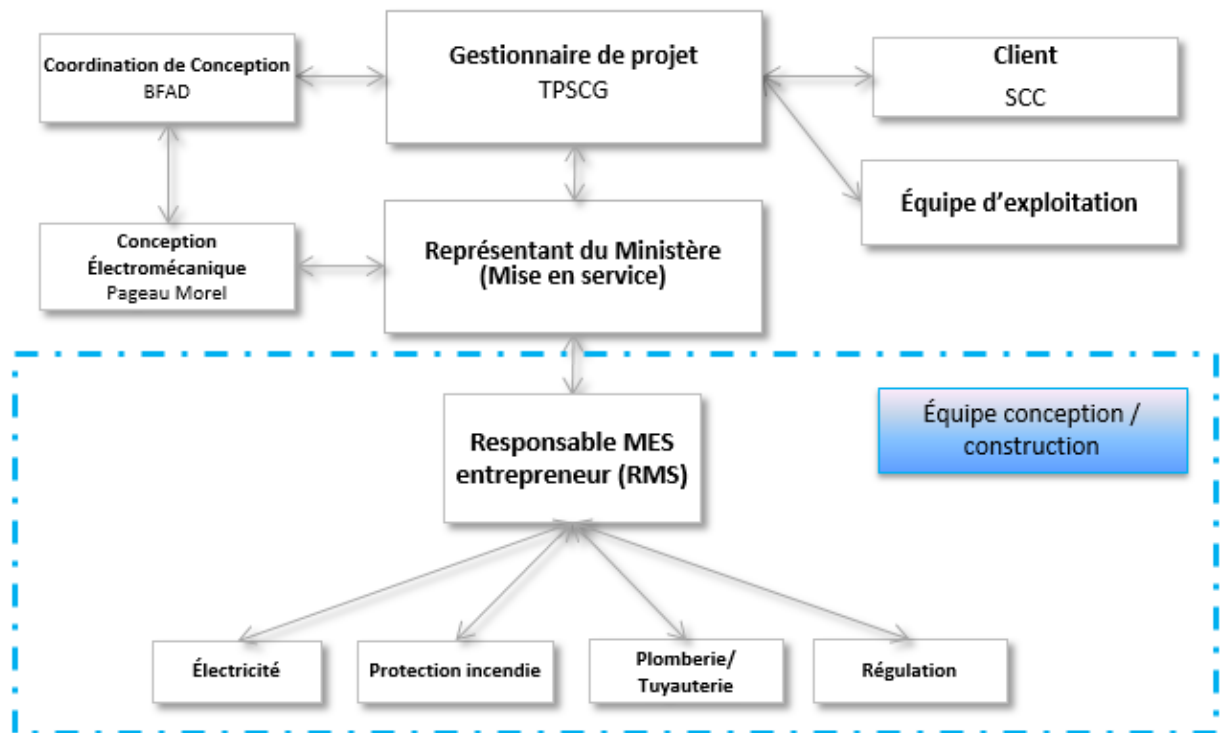 Coordination de Conception
BFAD
Gestionnaire de projet
TPSCG
Client
SCC
Équipe d’exploitation
Conception
Électromécanique
Pageau Morel
Représentant du Ministère
(Mise en service)
Équipe conception /
construction
Responsable MES
entrepreneur (RMS)
Électricité
Protection incendie
Plomberie/
Tuyauterie
Régulation